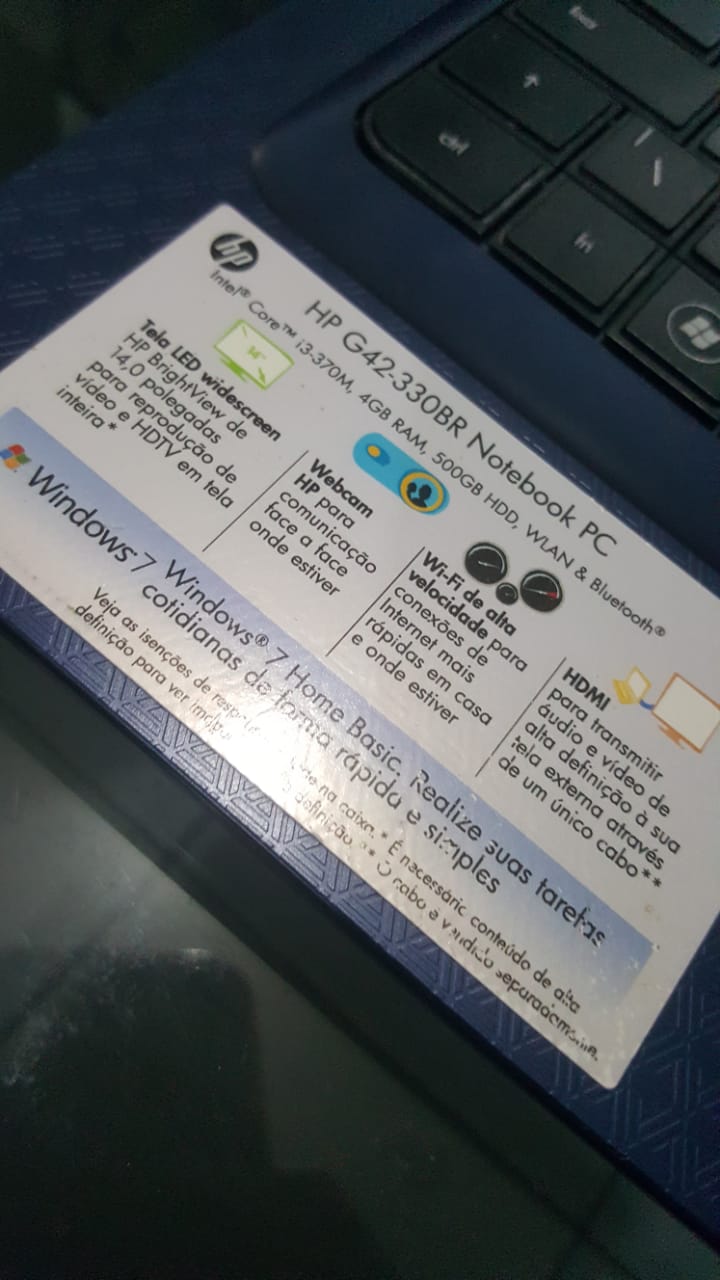 ctrl
fn
hp
HP G42-330BR Notebook PC
Intel® Core™ i3-370M, 4GB RAM, 500GB HDD, WLAN & Bluetooth®
14"
Tela LED widescreen
HP BrightView de
14,0 polegadas
para reprodução de
vídeo e HDTV em tela
inteira*
Webcam
HP para
comunicação
face a face
onde estiver
Wi-Fi de alta
velocidade para
conexões de
Internet mais
rápidas em casa
e onde estiver
HDMI
para transmitir
áudio e vídeo de
alta definição à sua
tela externa através
de um único cabo**
Windows® 7
Windows® 7 Home Basic. Realize suas tarefas
cotidianas de forma rápida e simples
Veja as isenções de na caixa. * É necessário conteúdo de alta
definição para ver definição. ** O cabo é vendido separadamente.